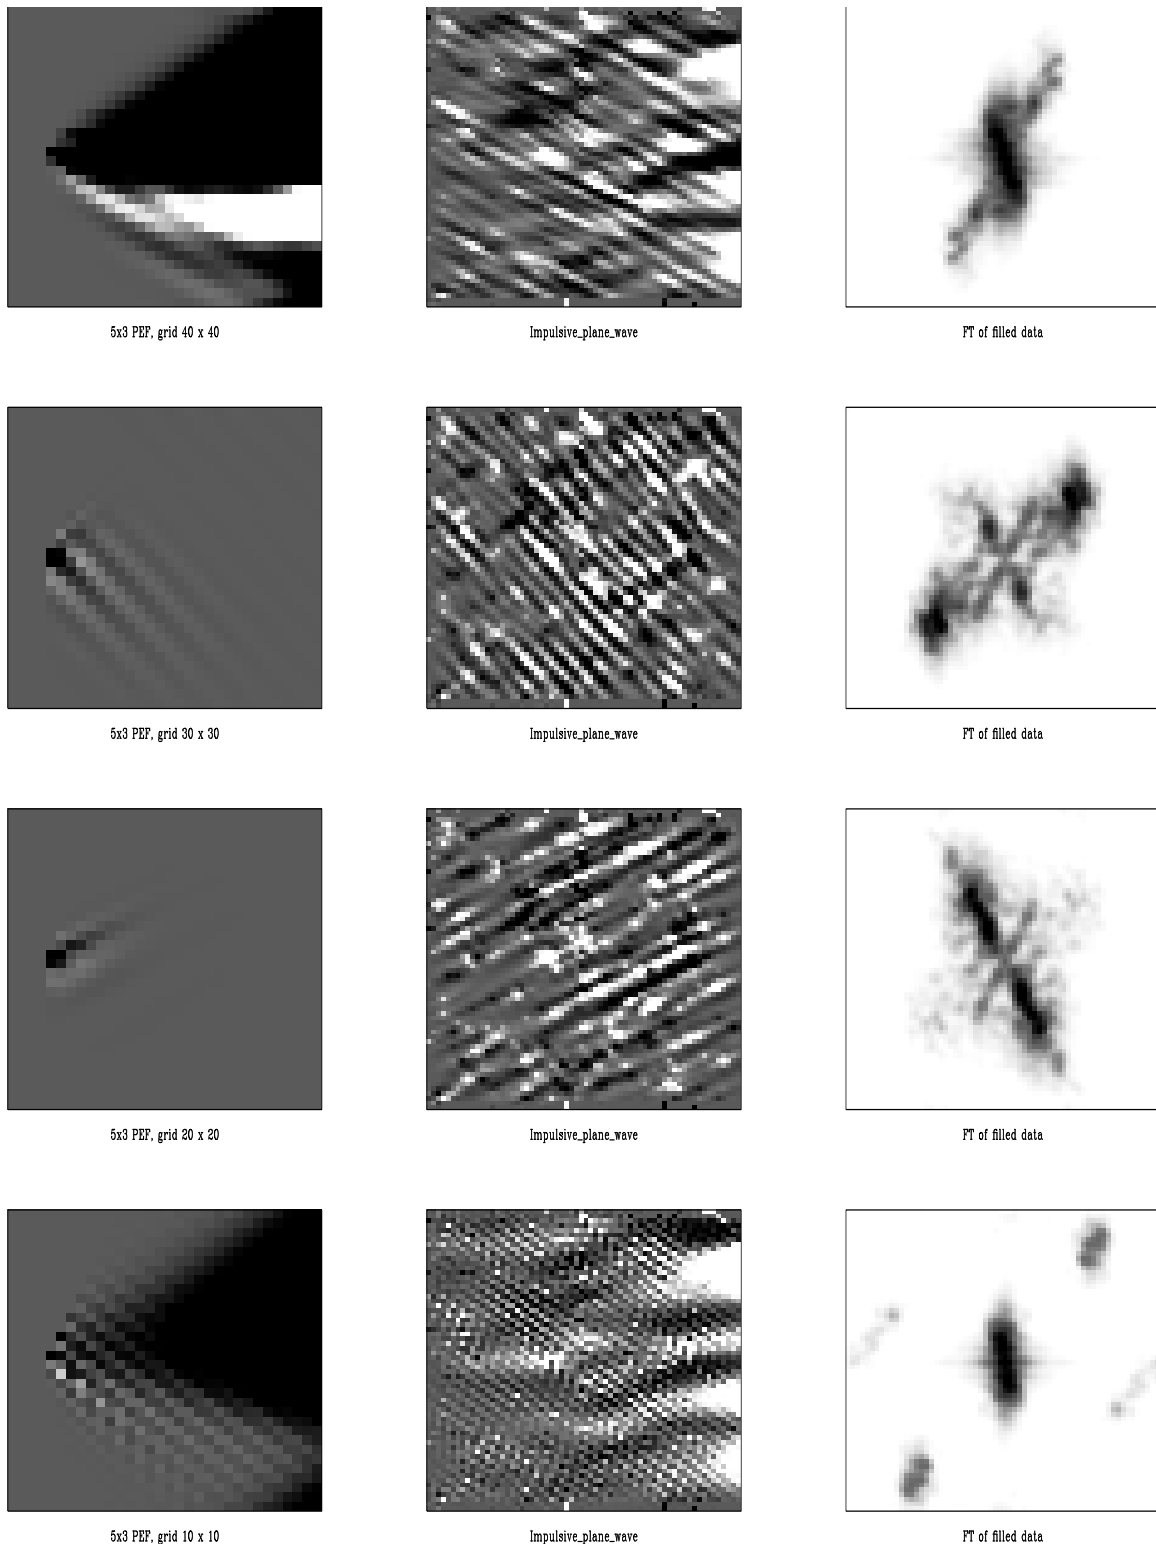 5x3 PEF, grid 40 x 40
Impulsive_plane_wave
FT of filled data
5x3 PEF, grid 30 x 30
Impulsive_plane_wave
FT of filled data
5x3 PEF, grid 20 x 20
Impulsive_plane_wave
FT of filled data
5x3 PEF, grid 10 x 10
Impulsive_plane_wave
FT of filled data